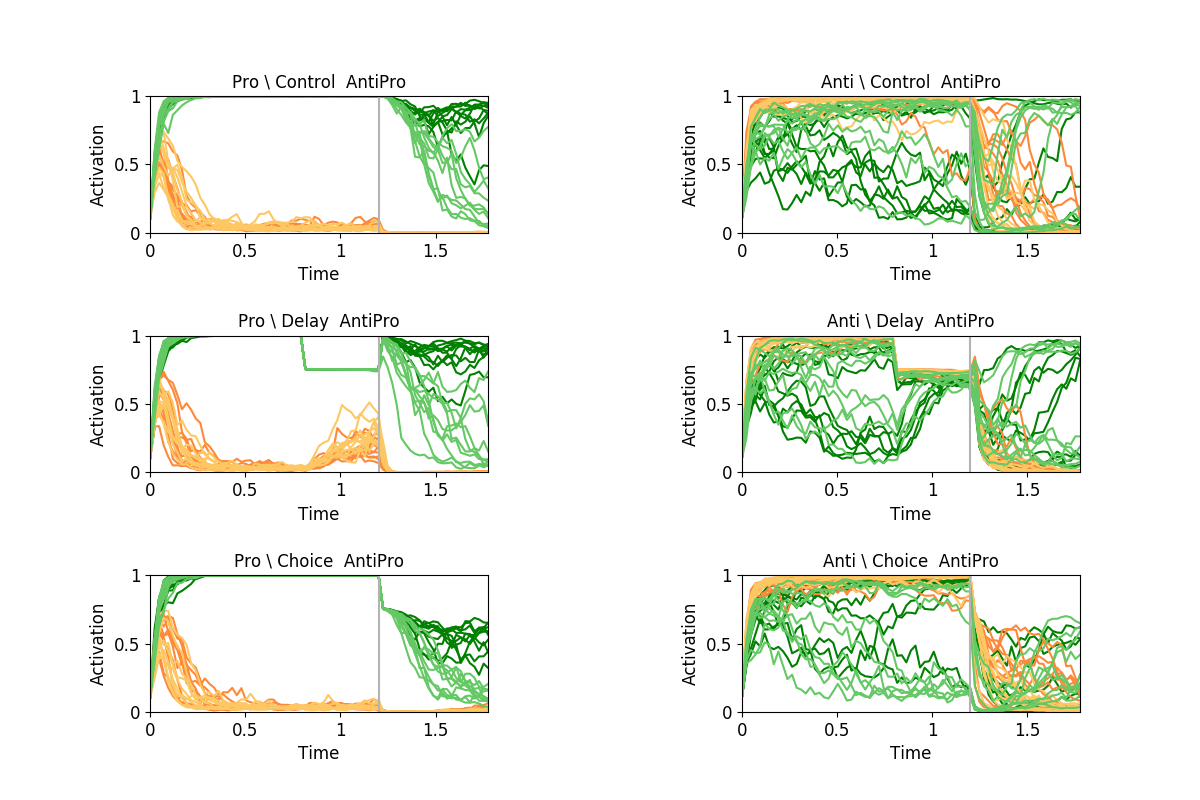 Pro \ Control  AntiPro
Activation
1
0.5
0
0
0.5
1
1.5
Time
Anti \ Control  AntiPro
Activation
1
0.5
0
0
0.5
1
1.5
Time
Pro \ Delay  AntiPro
Activation
1
0.5
0
0
0.5
1
1.5
Time
Anti \ Delay  AntiPro
Activation
1
0.5
0
0
0.5
1
1.5
Time
Pro \ Choice  AntiPro
Activation
1
0.5
0
0
0.5
1
1.5
Time
Anti \ Choice  AntiPro
Activation
1
0.5
0
0
0.5
1
1.5
Time